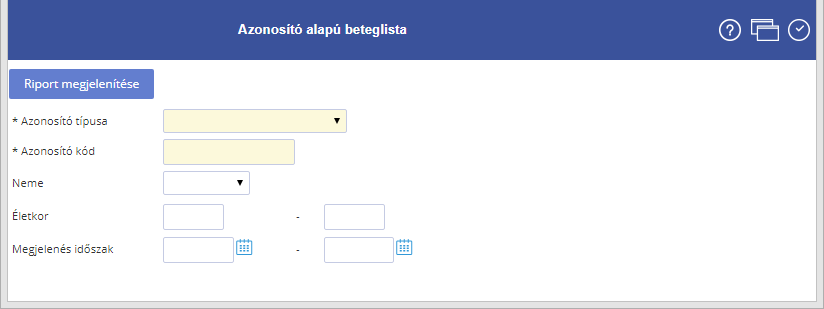 Azonosító alapú beteglista
?
Riport megjelenítése
* Azonosító típusa
* Azonosító kód
Neme
Életkor -
Megjelenés időszak -